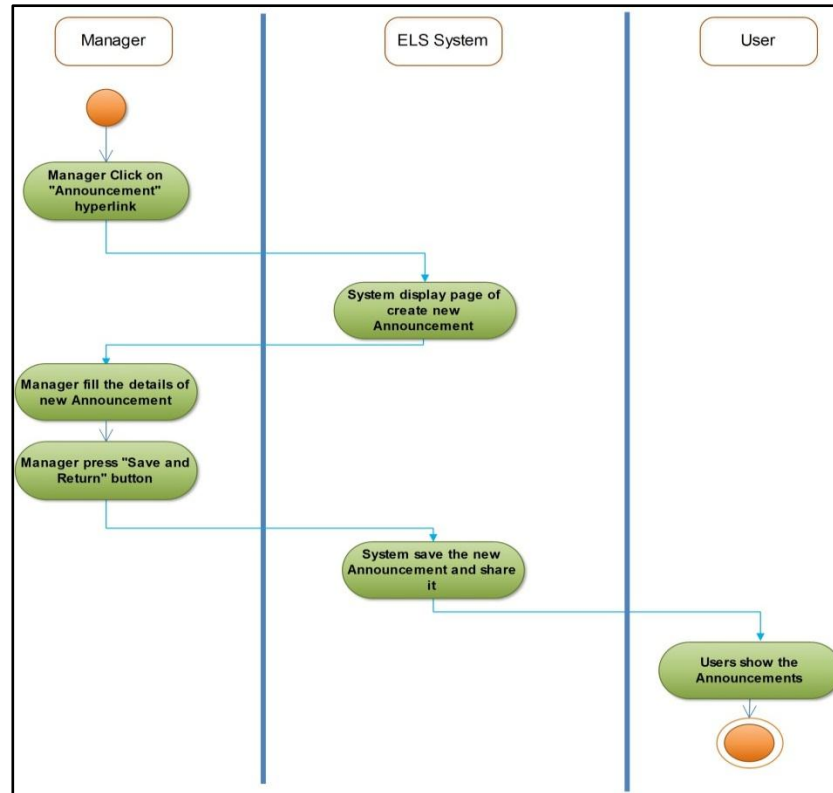 Manager
ELS System
User
Manager Click on
"Announcement"
hyperlink
System display page of
create new
Announcement
Manager fill the details of
new Announcement
Manager press "Save and
Return" button
System save the new
Announcement and share
it
Users show the
Announcements